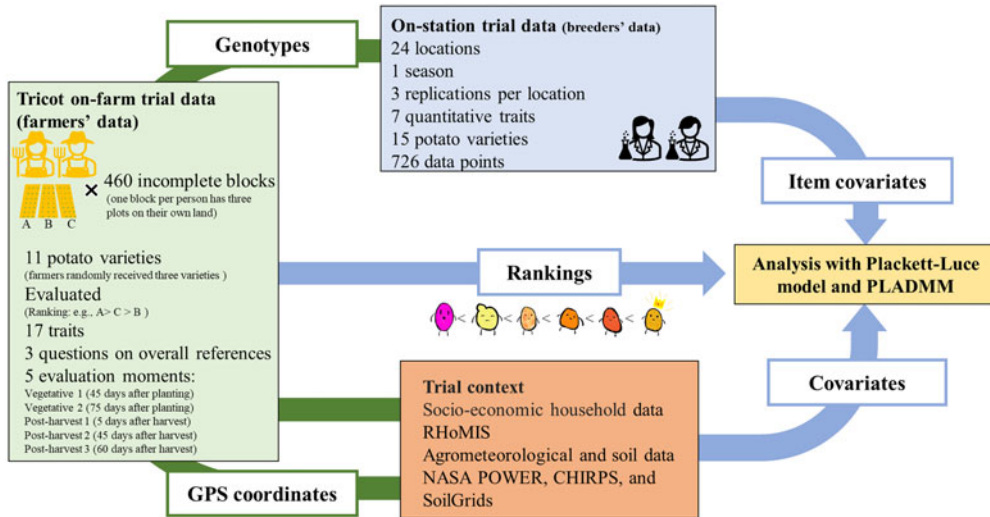 Genotypes
On-station trial data (breeders' data)
24 locations
1 season
3 replications per location
7 quantitative traits
15 potato varieties
726 data points
Tricot on-farm trial data
(farmers' data)
× 460 incomplete blocks
(one block per person has three
plots on their own land)
A B C
11 potato varieties
(farmers randomly received three varieties )
Evaluated
(Ranking: e.g., A> C > B )
17 traits
3 questions on overall references
5 evaluation moments:
Vegetative 1 (45 days after planting)
Vegetative 2 (75 days after planting)
Post-harvest 1 (5 days after harvest)
Post-harvest 2 (45 days after harvest)
Post-harvest 3 (60 days after harvest)
GPS coordinates
Rankings
< < < < <
Trial context
Socio-economic household data
RHoMIS
Agrometeorological and soil data
NASA POWER, CHIRPS, and
SoilGrids
Item covariates
Analysis with Plackett-Luce
model and PLADMM
Covariates